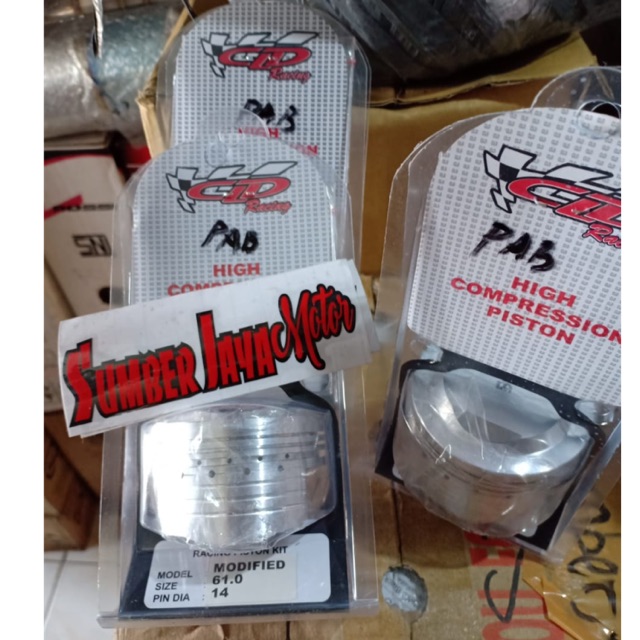 CLD
Racing
PAB
HIGH
CLD
Racing
PAB
HIGH
SUMBER JAYA Motor
RACING PISTON KIT
MODEL : MODIFIED
SIZE : 61.0
PIN DIA : 14
CLD
PAB
HIGH
COMPRESSION
PISTON